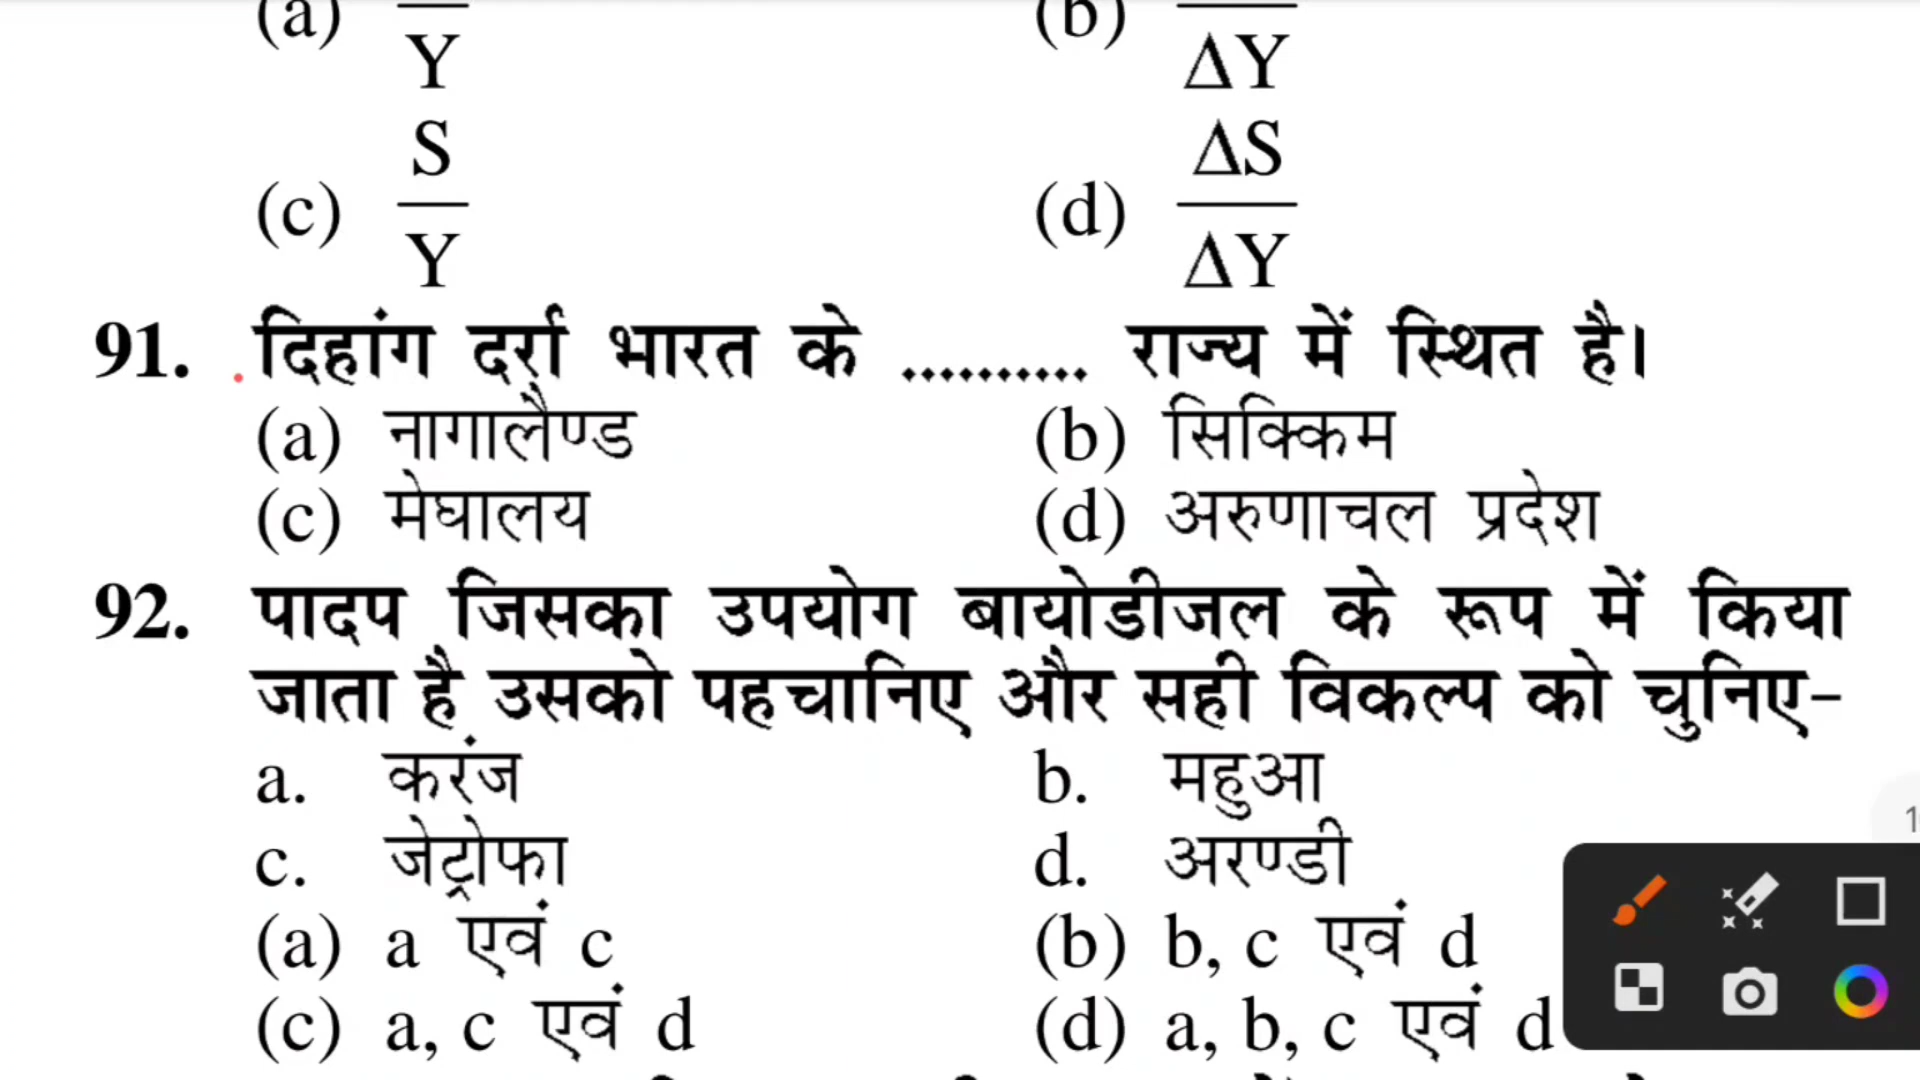 (a) — (b) —
Y ΔY
S ΔS
(c) — (d) —
Y ΔY
91. दिहांग दर्रा भारत के .......... राज्य में स्थित है।
(a) नागालैण्ड (b) सिक्किम
(c) मेघालय (d) अरुणाचल प्रदेश
92. पादप जिसका उपयोग बायोडीजल के रूप में किया
जाता है उसको पहचानिए और सही विकल्प को चुनिए-
a. करंज b. महुआ
c. जेट्रोफा d. अरण्डी
(a) a एवं c (b) b, c एवं d
(c) a, c एवं d (d) a, b, c एवं d